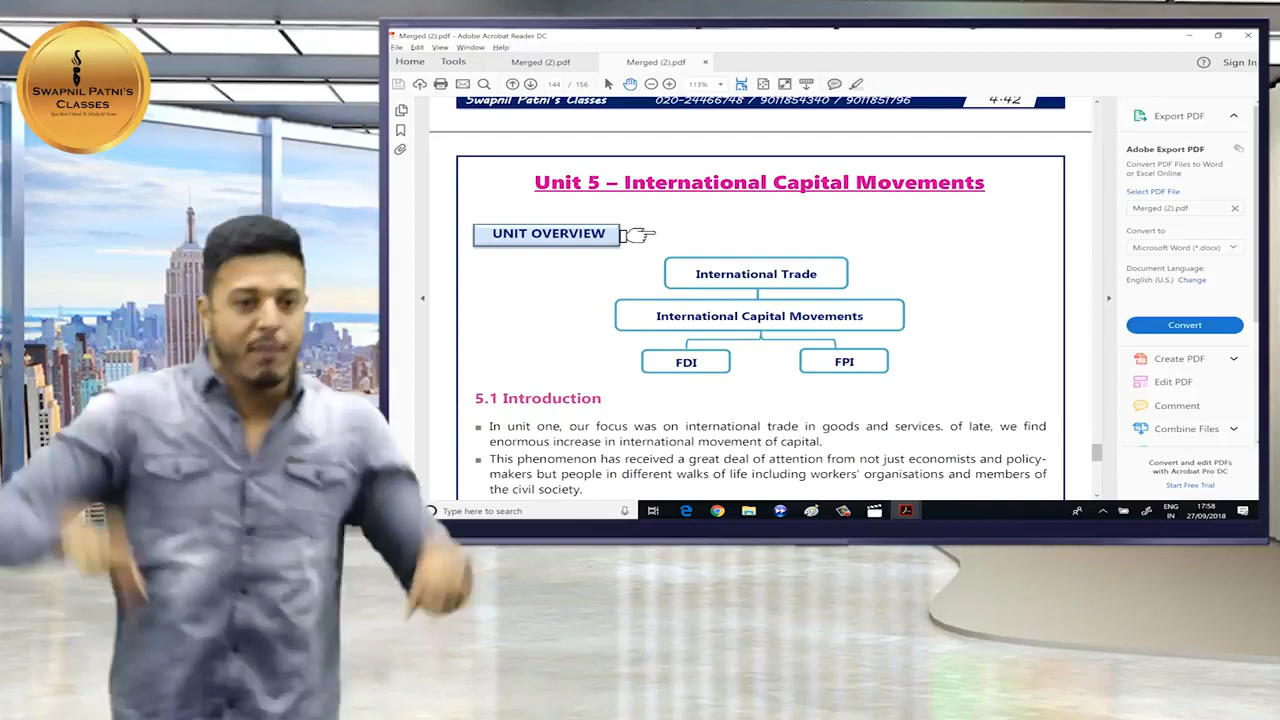 SWAPNIL PATNI'S
CLASSES
Merged (2).pdf - Adobe Acrobat Reader DC
File Edit View Window Help
Home Tools Merged (2).pdf Merged (2).pdf × Sign In
144 / 156 113%
Swapnil Patni's Classes 020-24466748 / 9011854340 / 9011851796 4.42
Unit 5 – International Capital Movements
UNIT OVERVIEW
International Trade
International Capital Movements
FDI FPI
5.1 Introduction
In unit one, our focus was on international trade in goods and services. of late, we find
enormous increase in international movement of capital.
This phenomenon has received a great deal of attention from not just economists and policy-
makers but people in different walks of life including workers' organisations and members of
the civil society.
Export PDF
Adobe Export PDF
Convert PDF Files to Word
or Excel Online
Select PDF File
Merged (2).pdf
Convert to
Microsoft Word (*.docx)
Document Language:
English (U.S.) Change
Convert
Create PDF
Edit PDF
Comment
Combine Files
Convert and edit PDFs
with Acrobat Pro DC
Start Free Trial
Type here to search
ENG
IN
17:58
27/09/2018